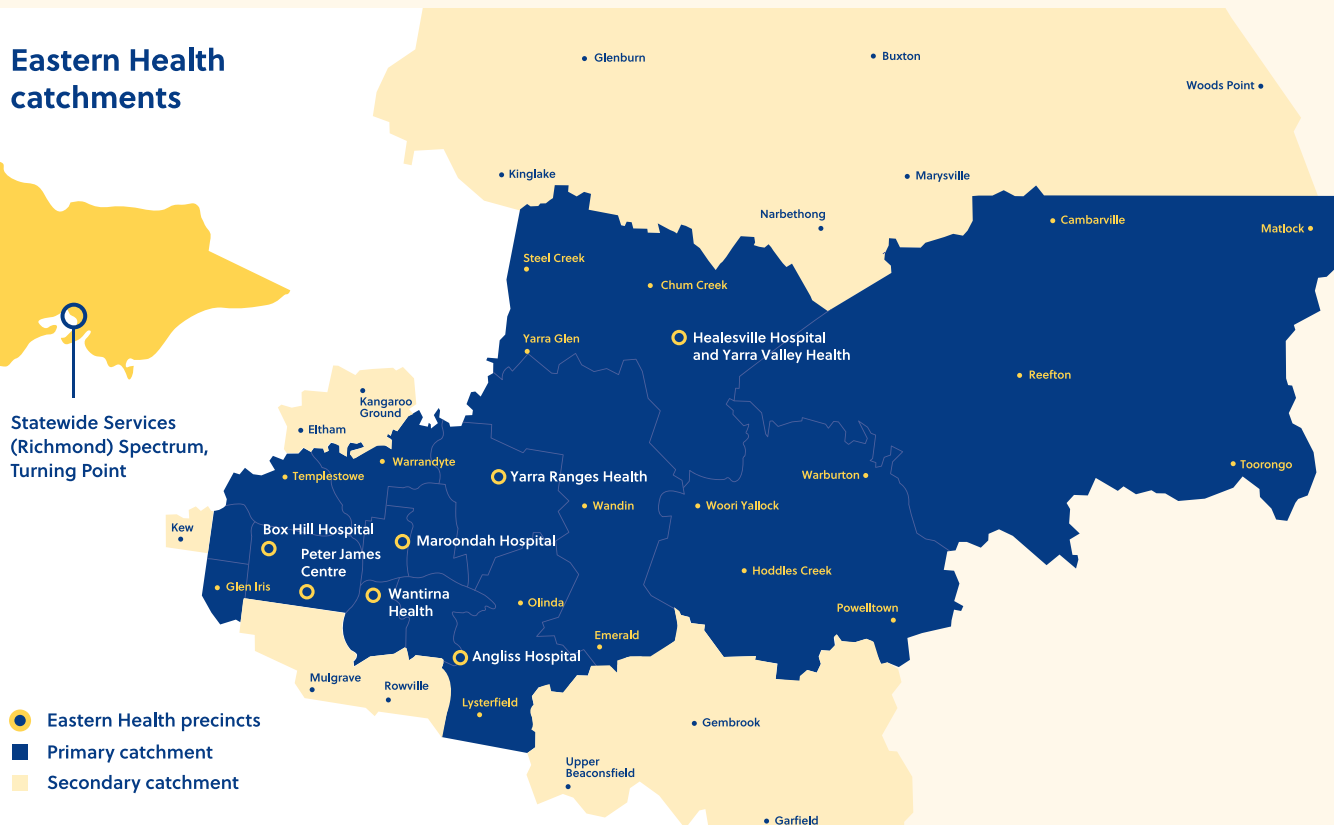 Eastern Health
catchments
Glenburn
Buxton
Woods Point
Kinglake
Marysville
Narbethong
Cambarville
Matlock
Steel Creek
Chum Creek
Yarra Glen
Healesville Hospital
and Yarra Valley Health
Reefton
Kangaroo
Ground
Eltham
Statewide Services
(Richmond) Spectrum,
Turning Point
Warrandyte
Templestowe
Yarra Ranges Health
Warburton
Toorongo
Wandin
Woori Yallock
Kew
Box Hill Hospital
Maroondah Hospital
Peter James
Centre
Hoddles Creek
Glen Iris
Wantirna
Health
Olinda
Powelltown
Emerald
Angliss Hospital
Mulgrave
Rowville
Lysterfield
Gembrook
Eastern Health precincts
Primary catchment
Secondary catchment
Upper
Beaconsfield
Garfield